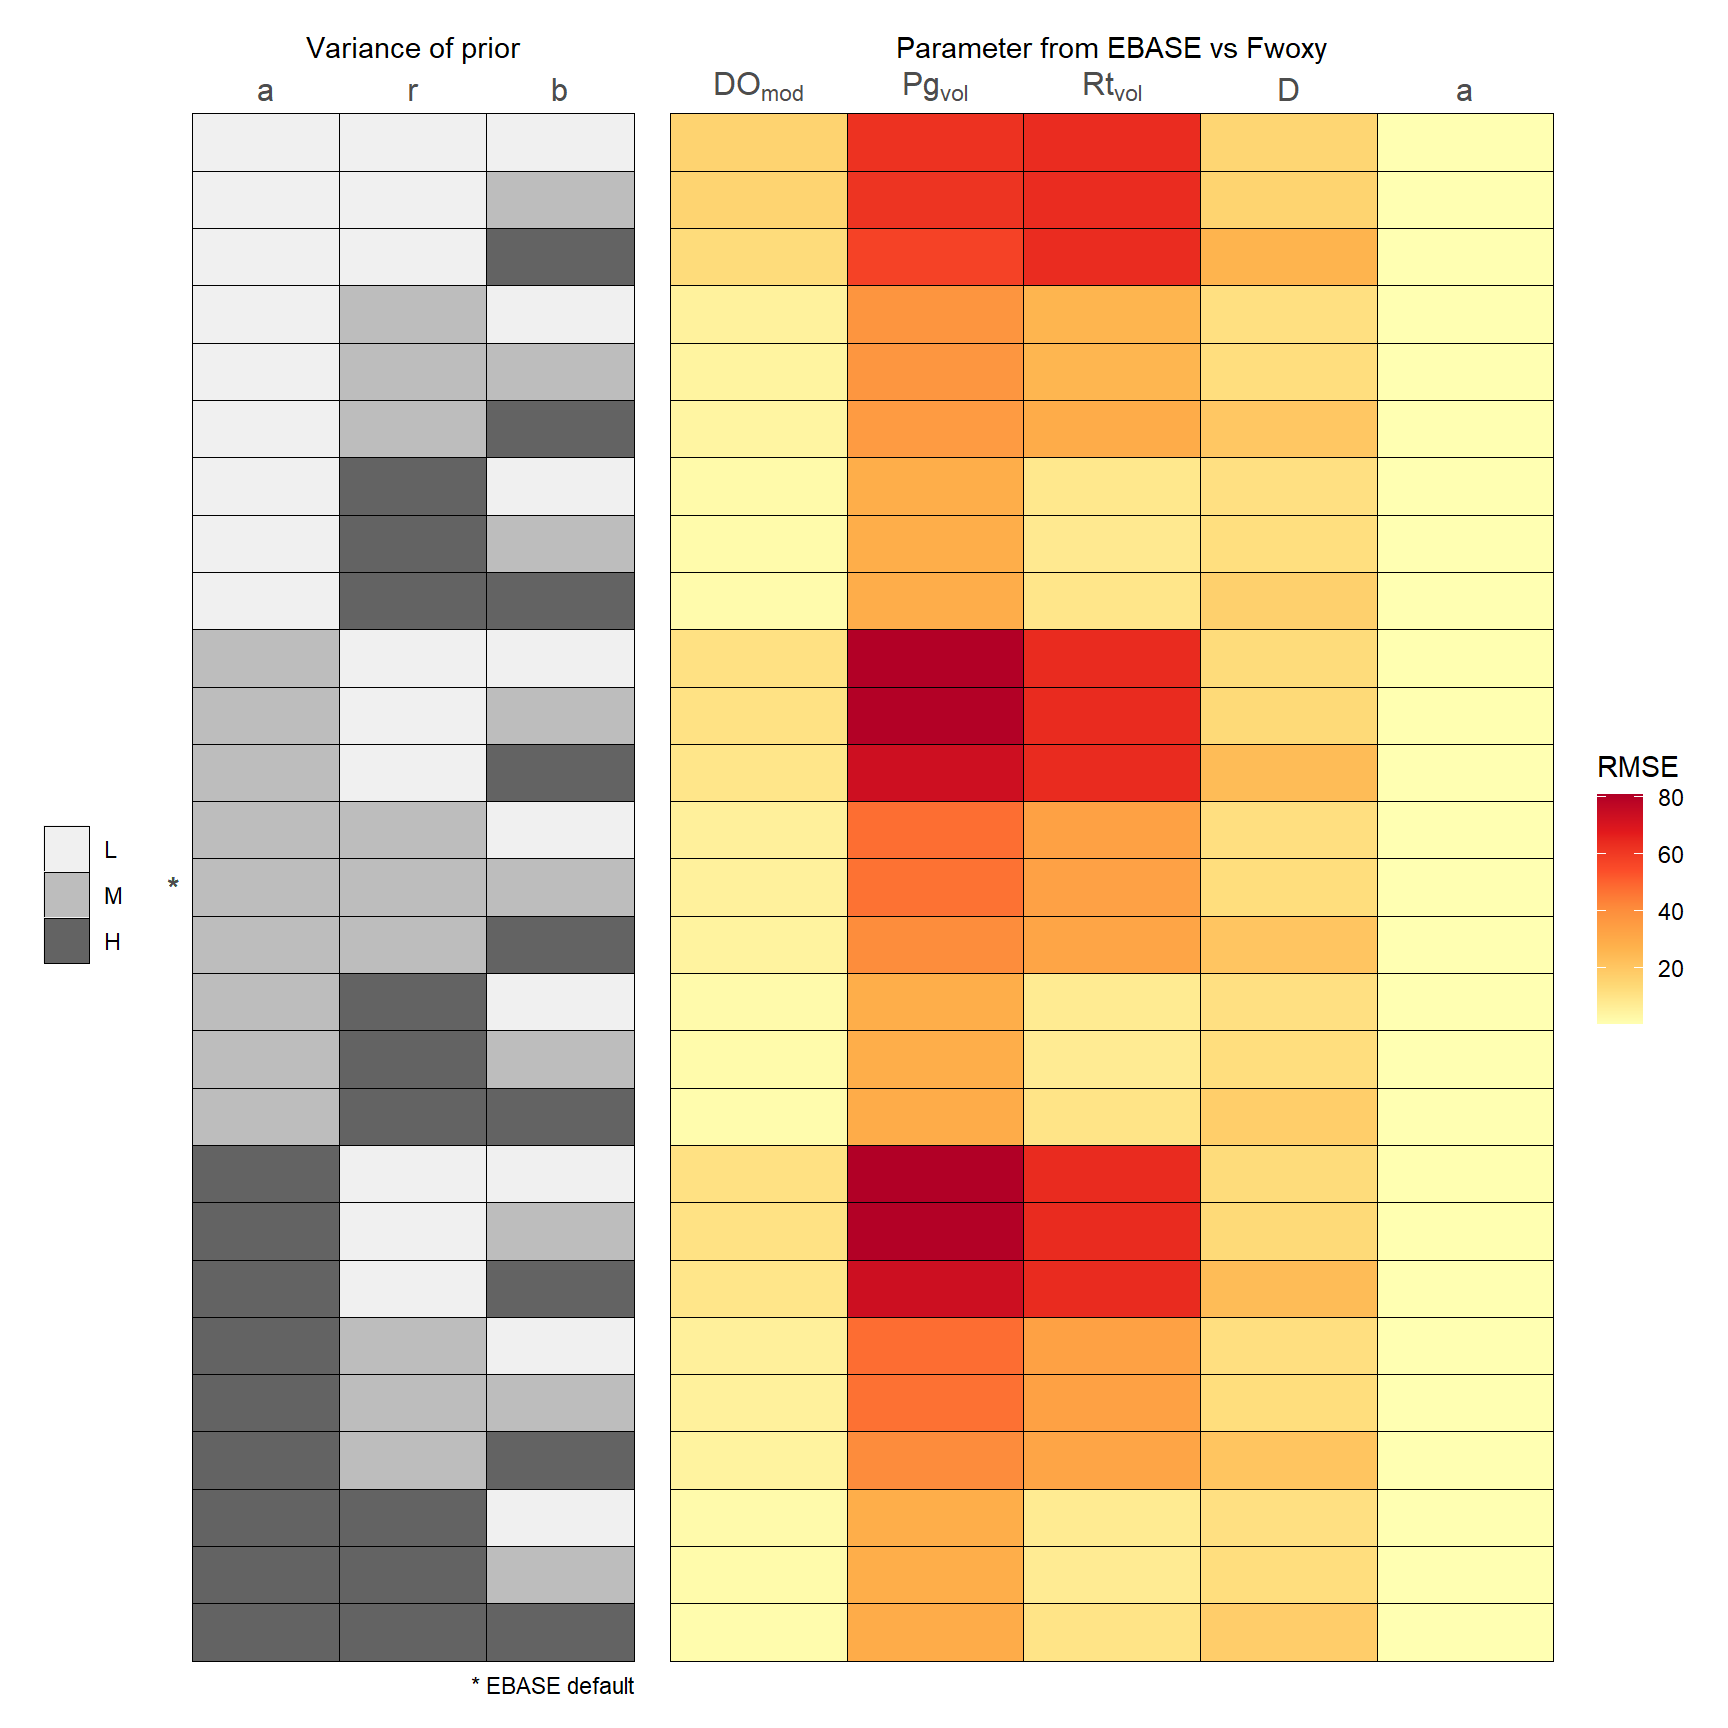 Variance of prior
Parameter from EBASE vs Fwoxy
a r b
DOmod Pgvol Rtvol D a
L
M
H
*
RMSE
80
60
40
20
* EBASE default